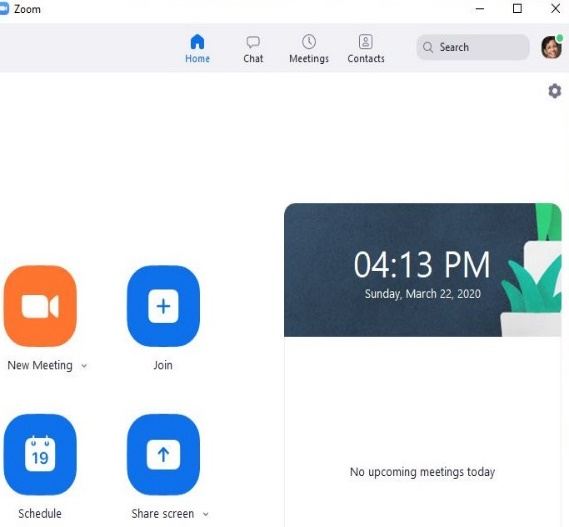 Zoom
Home Chat Meetings Contacts Search
04:13 PM
Sunday, March 22, 2020
New Meeting Join
19
Schedule Share screen
No upcoming meetings today